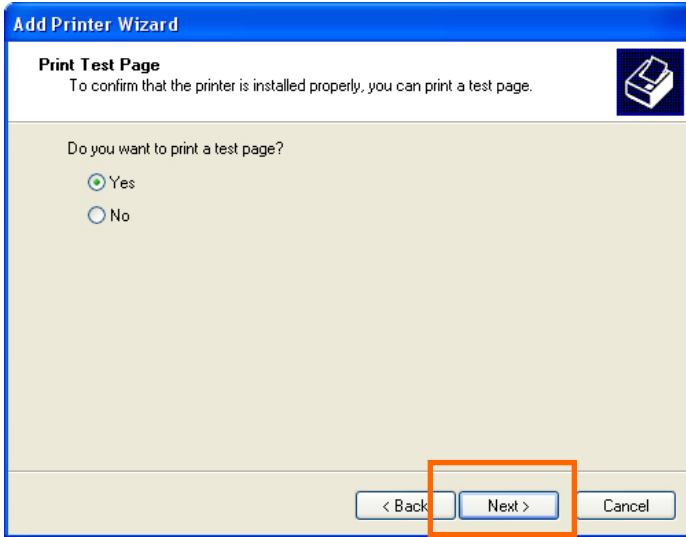 Add Printer Wizard
Print Test Page
To confirm that the printer is installed properly, you can print a test page.
Do you want to print a test page?
Yes
No
< Back
Next >
Cancel